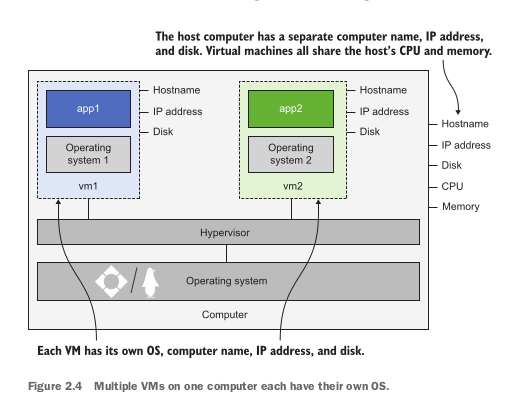 The host computer has a separate computer name, IP address,
and disk. Virtual machines all share the host's CPU and memory.
app1
Hostname
IP address
Disk
Operating
system 1
vm1
app2
Hostname
IP address
Disk
Operating
system 2
vm2
Hostname
IP address
Disk
CPU
Memory
Hypervisor
Operating system
Computer
Each VM has its own OS, computer name, IP address, and disk.
Figure 2.4 Multiple VMs on one computer each have their own OS.